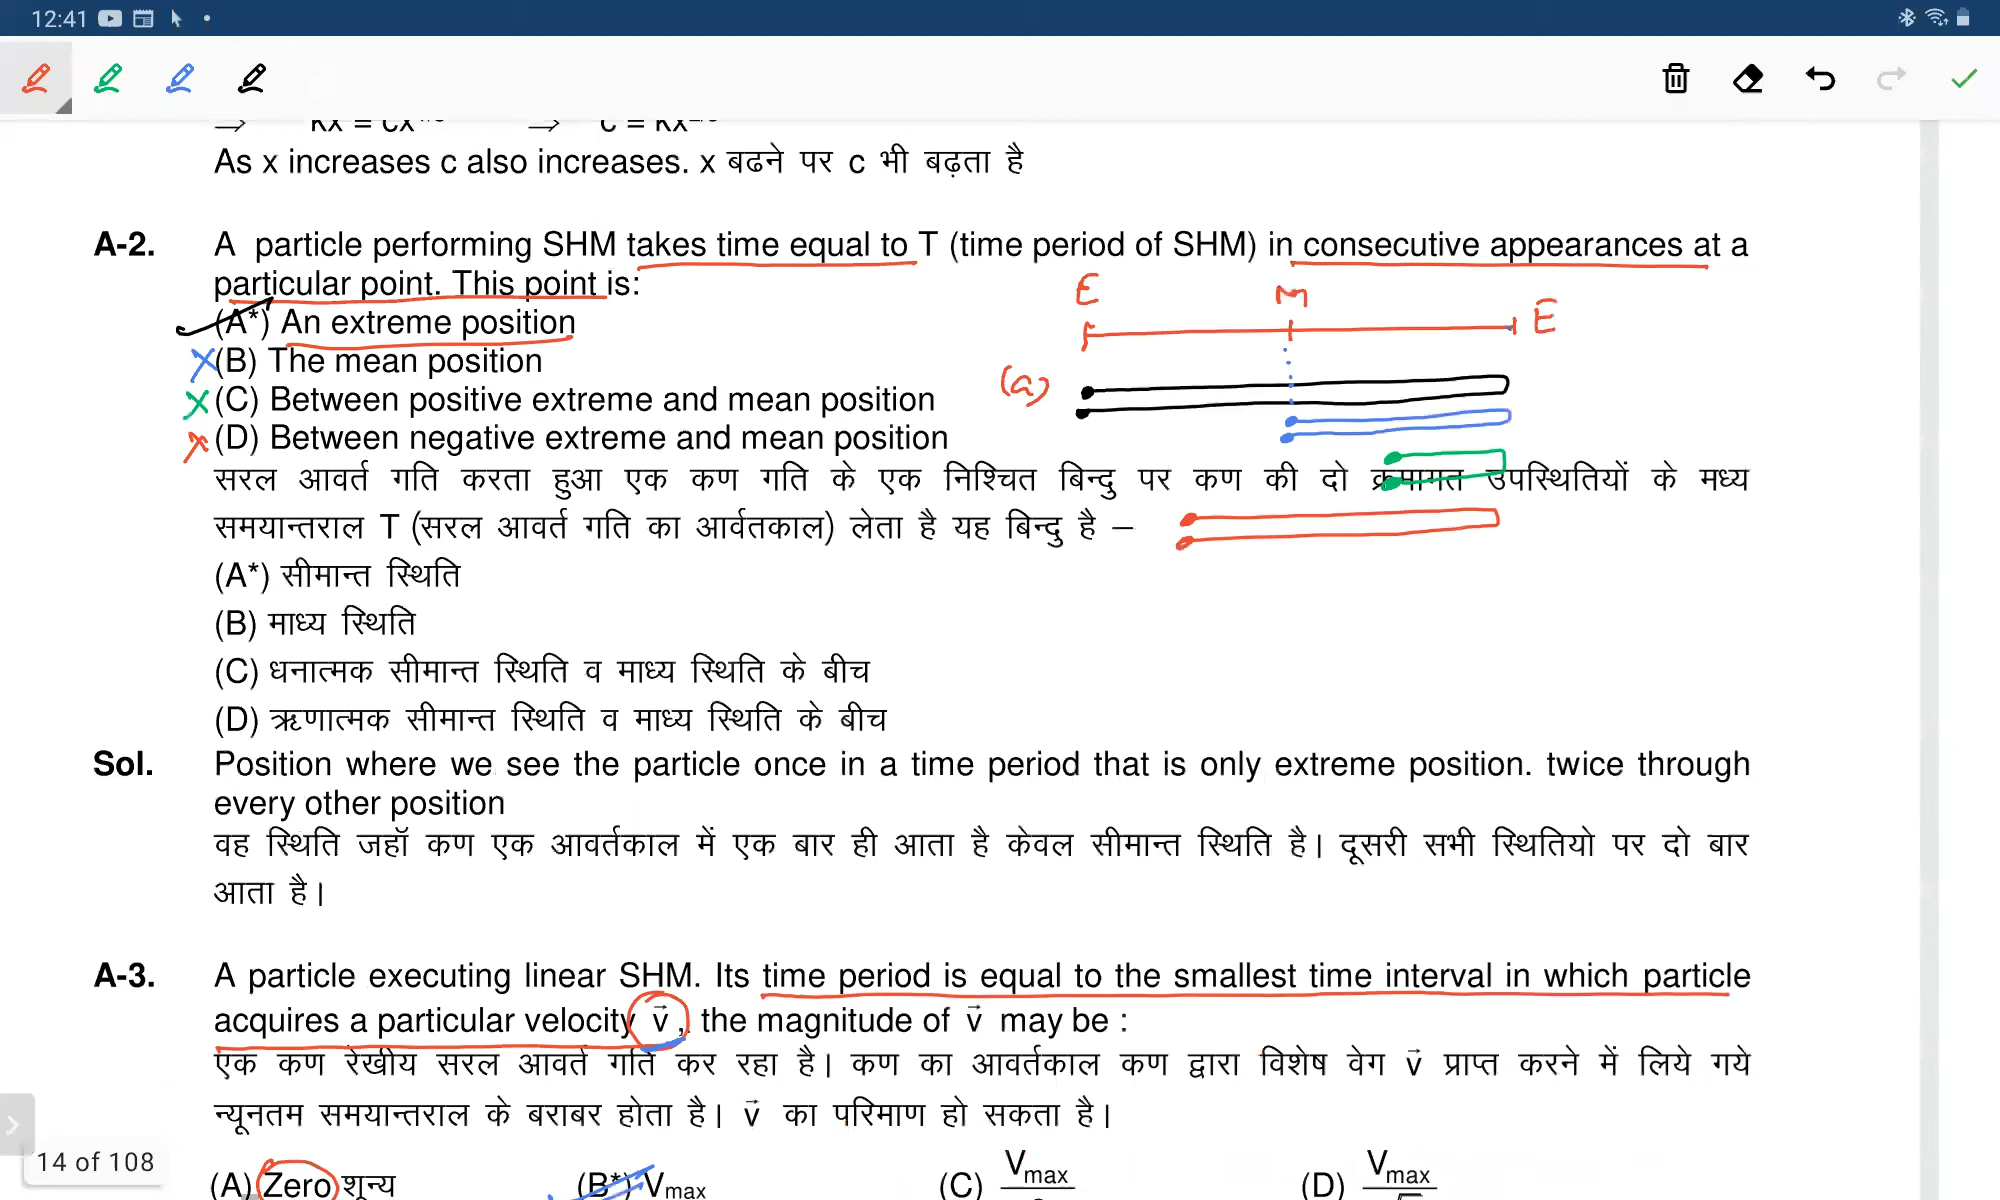 12:41
As x increases c also increases. x बढने पर c भी बढ़ता है
A-2. A particle performing SHM takes time equal to T (time period of SHM) in consecutive appearances at a
particular point. This point is:
E M E
(A*) An extreme position
(B) The mean position
(a)
(C) Between positive extreme and mean position
(D) Between negative extreme and mean position
सरल आवर्त गति करता हुआ एक कण गति के एक निश्चित बिन्दु पर कण की दो क्रमागत उपस्थितियों के मध्य
समयान्तराल T (सरल आवर्त गति का आर्वतकाल) लेता है यह बिन्दु है –
(A*) सीमान्त स्थिति
(B) माध्य स्थिति
(C) धनात्मक सीमान्त स्थिति व माध्य स्थिति के बीच
(D) ऋणात्मक सीमान्त स्थिति व माध्य स्थिति के बीच
Sol. Position where we see the particle once in a time period that is only extreme position. twice through
every other position
वह स्थिति जहाॅ कण एक आवर्तकाल में एक बार ही आता है केवल सीमान्त स्थिति है। दूसरी सभी स्थितियो पर दो बार
आता है।
A-3. A particle executing linear SHM. Its time period is equal to the smallest time interval in which particle
acquires a particular velocity v⃗, the magnitude of v⃗ may be :
एक कण रेखीय सरल आवर्त गति कर रहा है। कण का आवर्तकाल कण द्वारा विशेष वेग v⃗ प्राप्त करने में लिये गये
न्यूनतम समयान्तराल के बराबर होता है। v⃗ का परिमाण हो सकता है।
14 of 108
(A) Zero शून्य (B*) Vmax (C) Vmax (D) Vmax